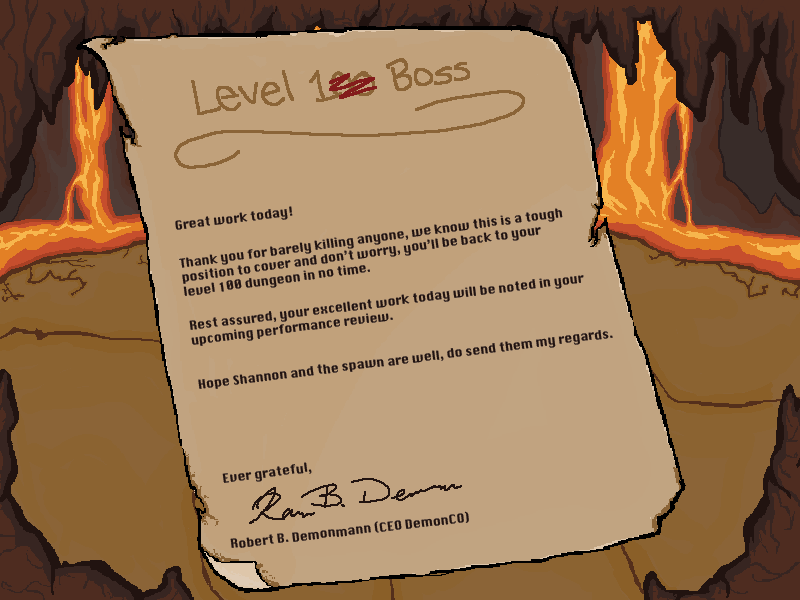 Level 100 Boss
Great work today!
Thank you for barely killing anyone, we know this is a tough
position to cover and don't worry, you'll be back to your
level 100 dungeon in no time.
Rest assured, your excellent work today will be noted in your
upcoming performance review.
Hope Shannon and the spawn are well, do send them my regards.
Ever grateful,
B. Demonmann
Robert B. Demonmann (CEO DemonCO)